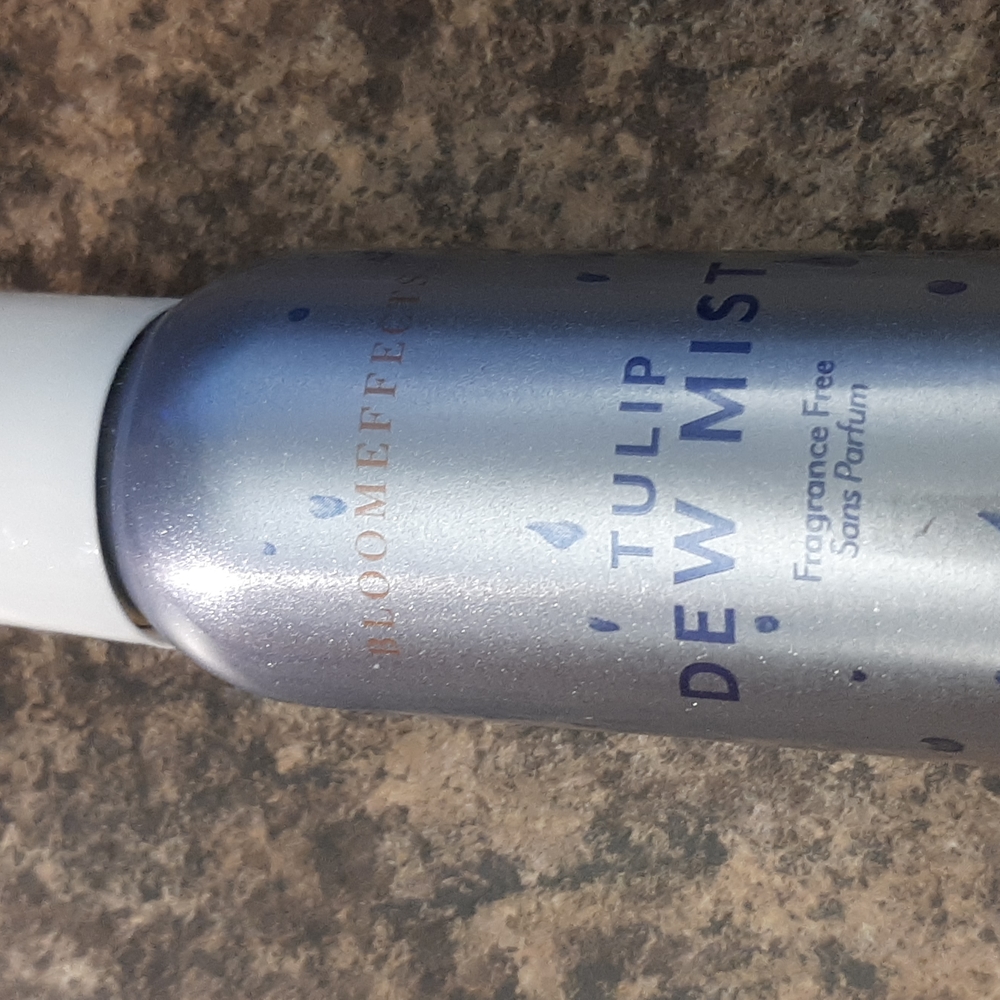 BLOOMEFFECTS
TULIP
DEW MIST
Fragrance Free
Sans Parfum